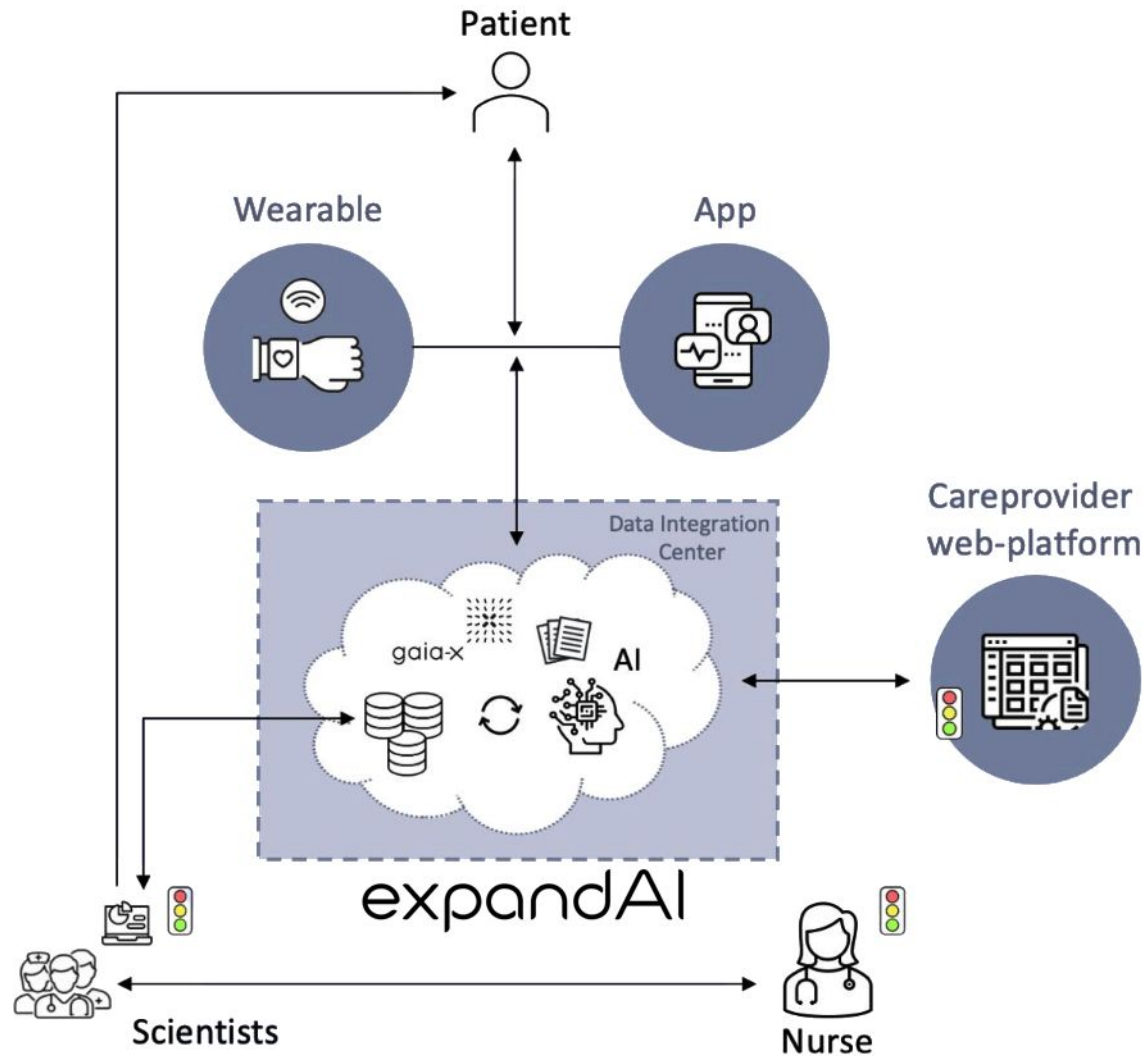 Patient
Wearable
App
Data Integration
Center
Careprovider
web-platform
gaia-x
AI
expandAI
Scientists
Nurse